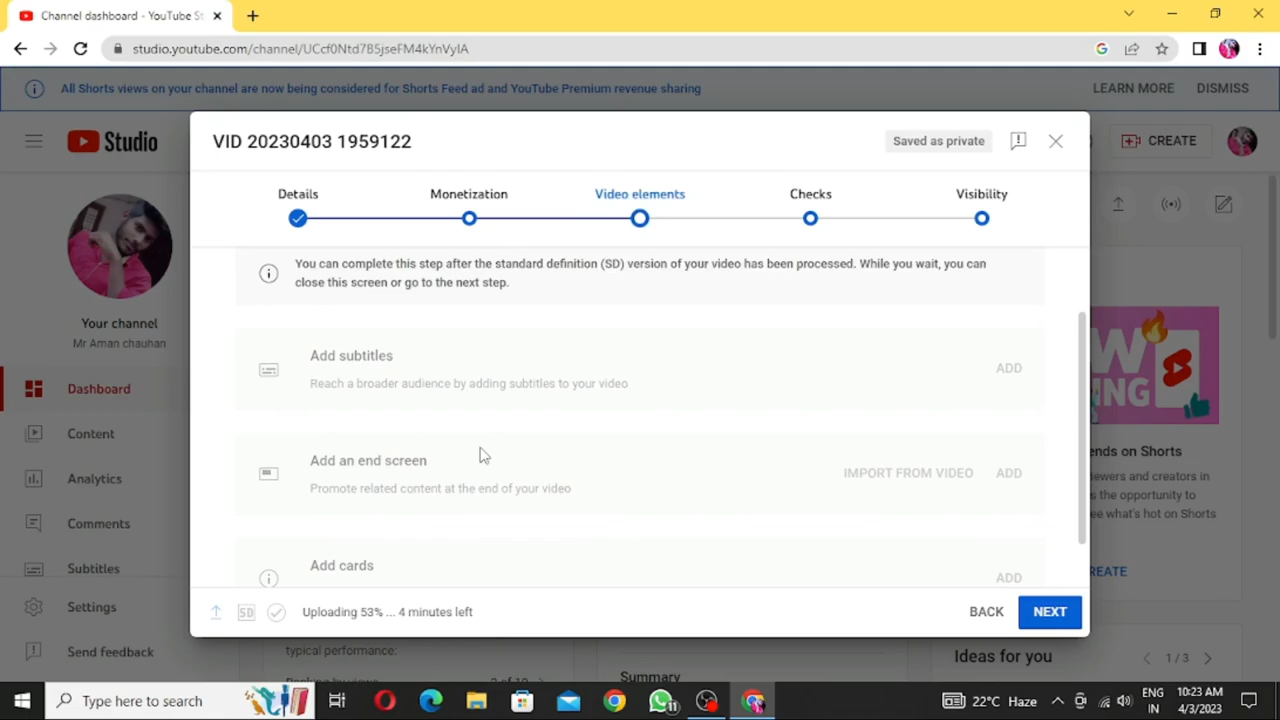 Channel dashboard - YouTube St
studio.youtube.com/channel/UCcf0Ntd785jseFM4kYnVyIA
All Shorts views on your channel are now being considered for Shorts Feed ad and YouTube Premium revenue sharing
LEARN MORE
DISMISS
Studio
CREATE
VID 20230403 1959122
Saved as private
Details
Monetization
Video elements
Checks
Visibility
You can complete this step after the standard definition (SD) version of your video has been processed. While you wait, you can
close this screen or go to the next step.
Add subtitles
Reach a broader audience by adding subtitles to your video
ADD
Add an end screen
Promote related content at the end of your video
IMPORT FROM VIDEO
ADD
Add cards
ADD
SD
Uploading 53% ... 4 minutes left
BACK
NEXT
Your channel
Mr Aman chauhan
Dashboard
Content
Analytics
Comments
Subtitles
Settings
Send feedback
W
NG
ends on Shorts
iewers and creators in
s the opportunity to
ee what's hot on Shorts
REATE
typical performance.
Summary
Ideas for you
1 / 3
Type here to search
11
22°C Haze
ENG
IN
10:23 AM
4/3/2023